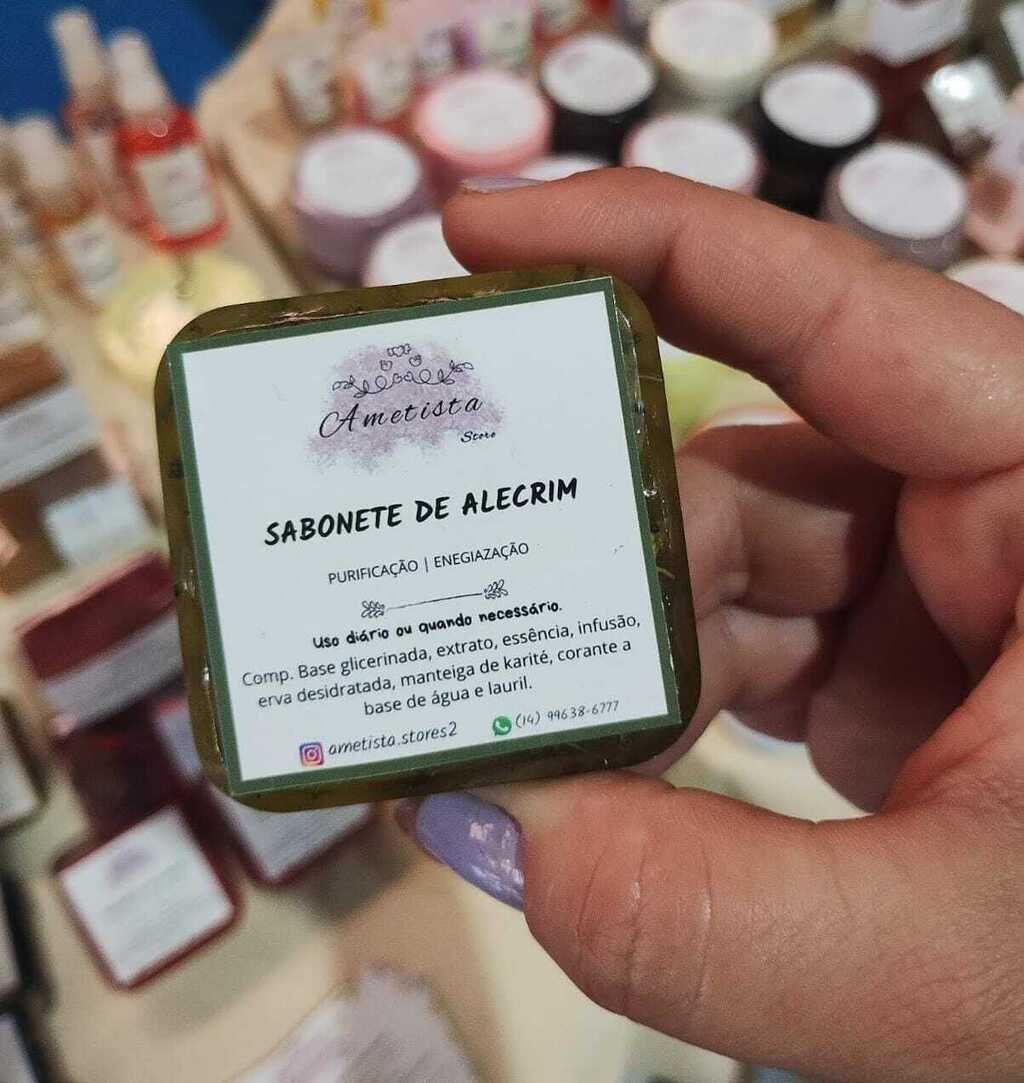 Ametista
Store
SABONETE DE ALECRIM
PURIFICAÇÃO | ENEGIAZAÇÃO
Uso diário ou quando necessário.
Comp. Base glicerinada, extrato, essência, infusão,
erva desidratada, manteiga de karité, corante a
base de água e lauril.
ametista.stores2 (14) 99638-6777